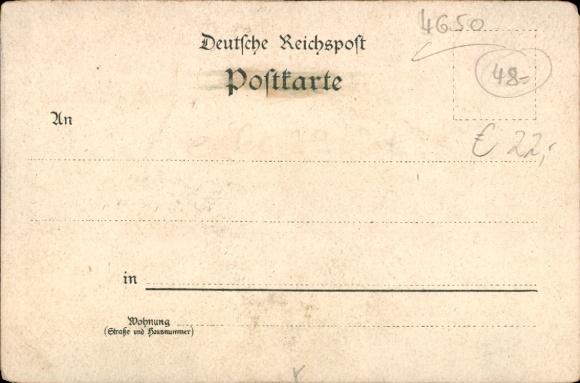 4650
Deutsche Reichspost
48-
Postkarte
An
€ 22,-
in
Wohnung
(Straße und Hausnummer)